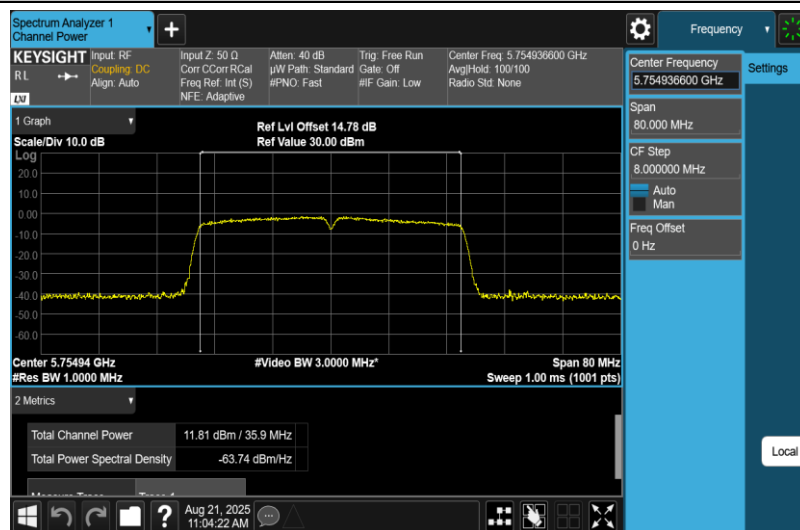 Spectrum Analyzer 1
Channel Power
+
Frequency
KEYSIGHT
RL
LXI
Input: RF
Coupling: DC
Align: Auto
Input Z: 50 Ω
Corr CCorr RCal
Freq Ref: Int (S)
NFE: Adaptive
Atten: 40 dB
µW Path: Standard
#PNO: Fast
Trig: Free Run
Gate: Off
#IF Gain: Low
Center Freq: 5.754936600 GHz
Avg|Hold: 100/100
Radio Std: None
Center Frequency
5.754936600 GHz
Settings
Span
80.000 MHz
CF Step
8.000000 MHz
Auto
Man
Freq Offset
0 Hz
Local
1 Graph
Scale/Div 10.0 dB
Ref Lvl Offset 14.78 dB
Ref Value 30.00 dBm
Log
20.0
10.0
0.00
-10.0
-20.0
-30.0
-40.0
-50.0
-60.0
Center 5.75494 GHz
#Video BW 3.0000 MHz*
Span 80 MHz
#Res BW 1.0000 MHz
Sweep 1.00 ms (1001 pts)
2 Metrics
Total Channel Power 11.81 dBm / 35.9 MHz
Total Power Spectral Density -63.74 dBm/Hz
?
Aug 21, 2025
11:04:22 AM